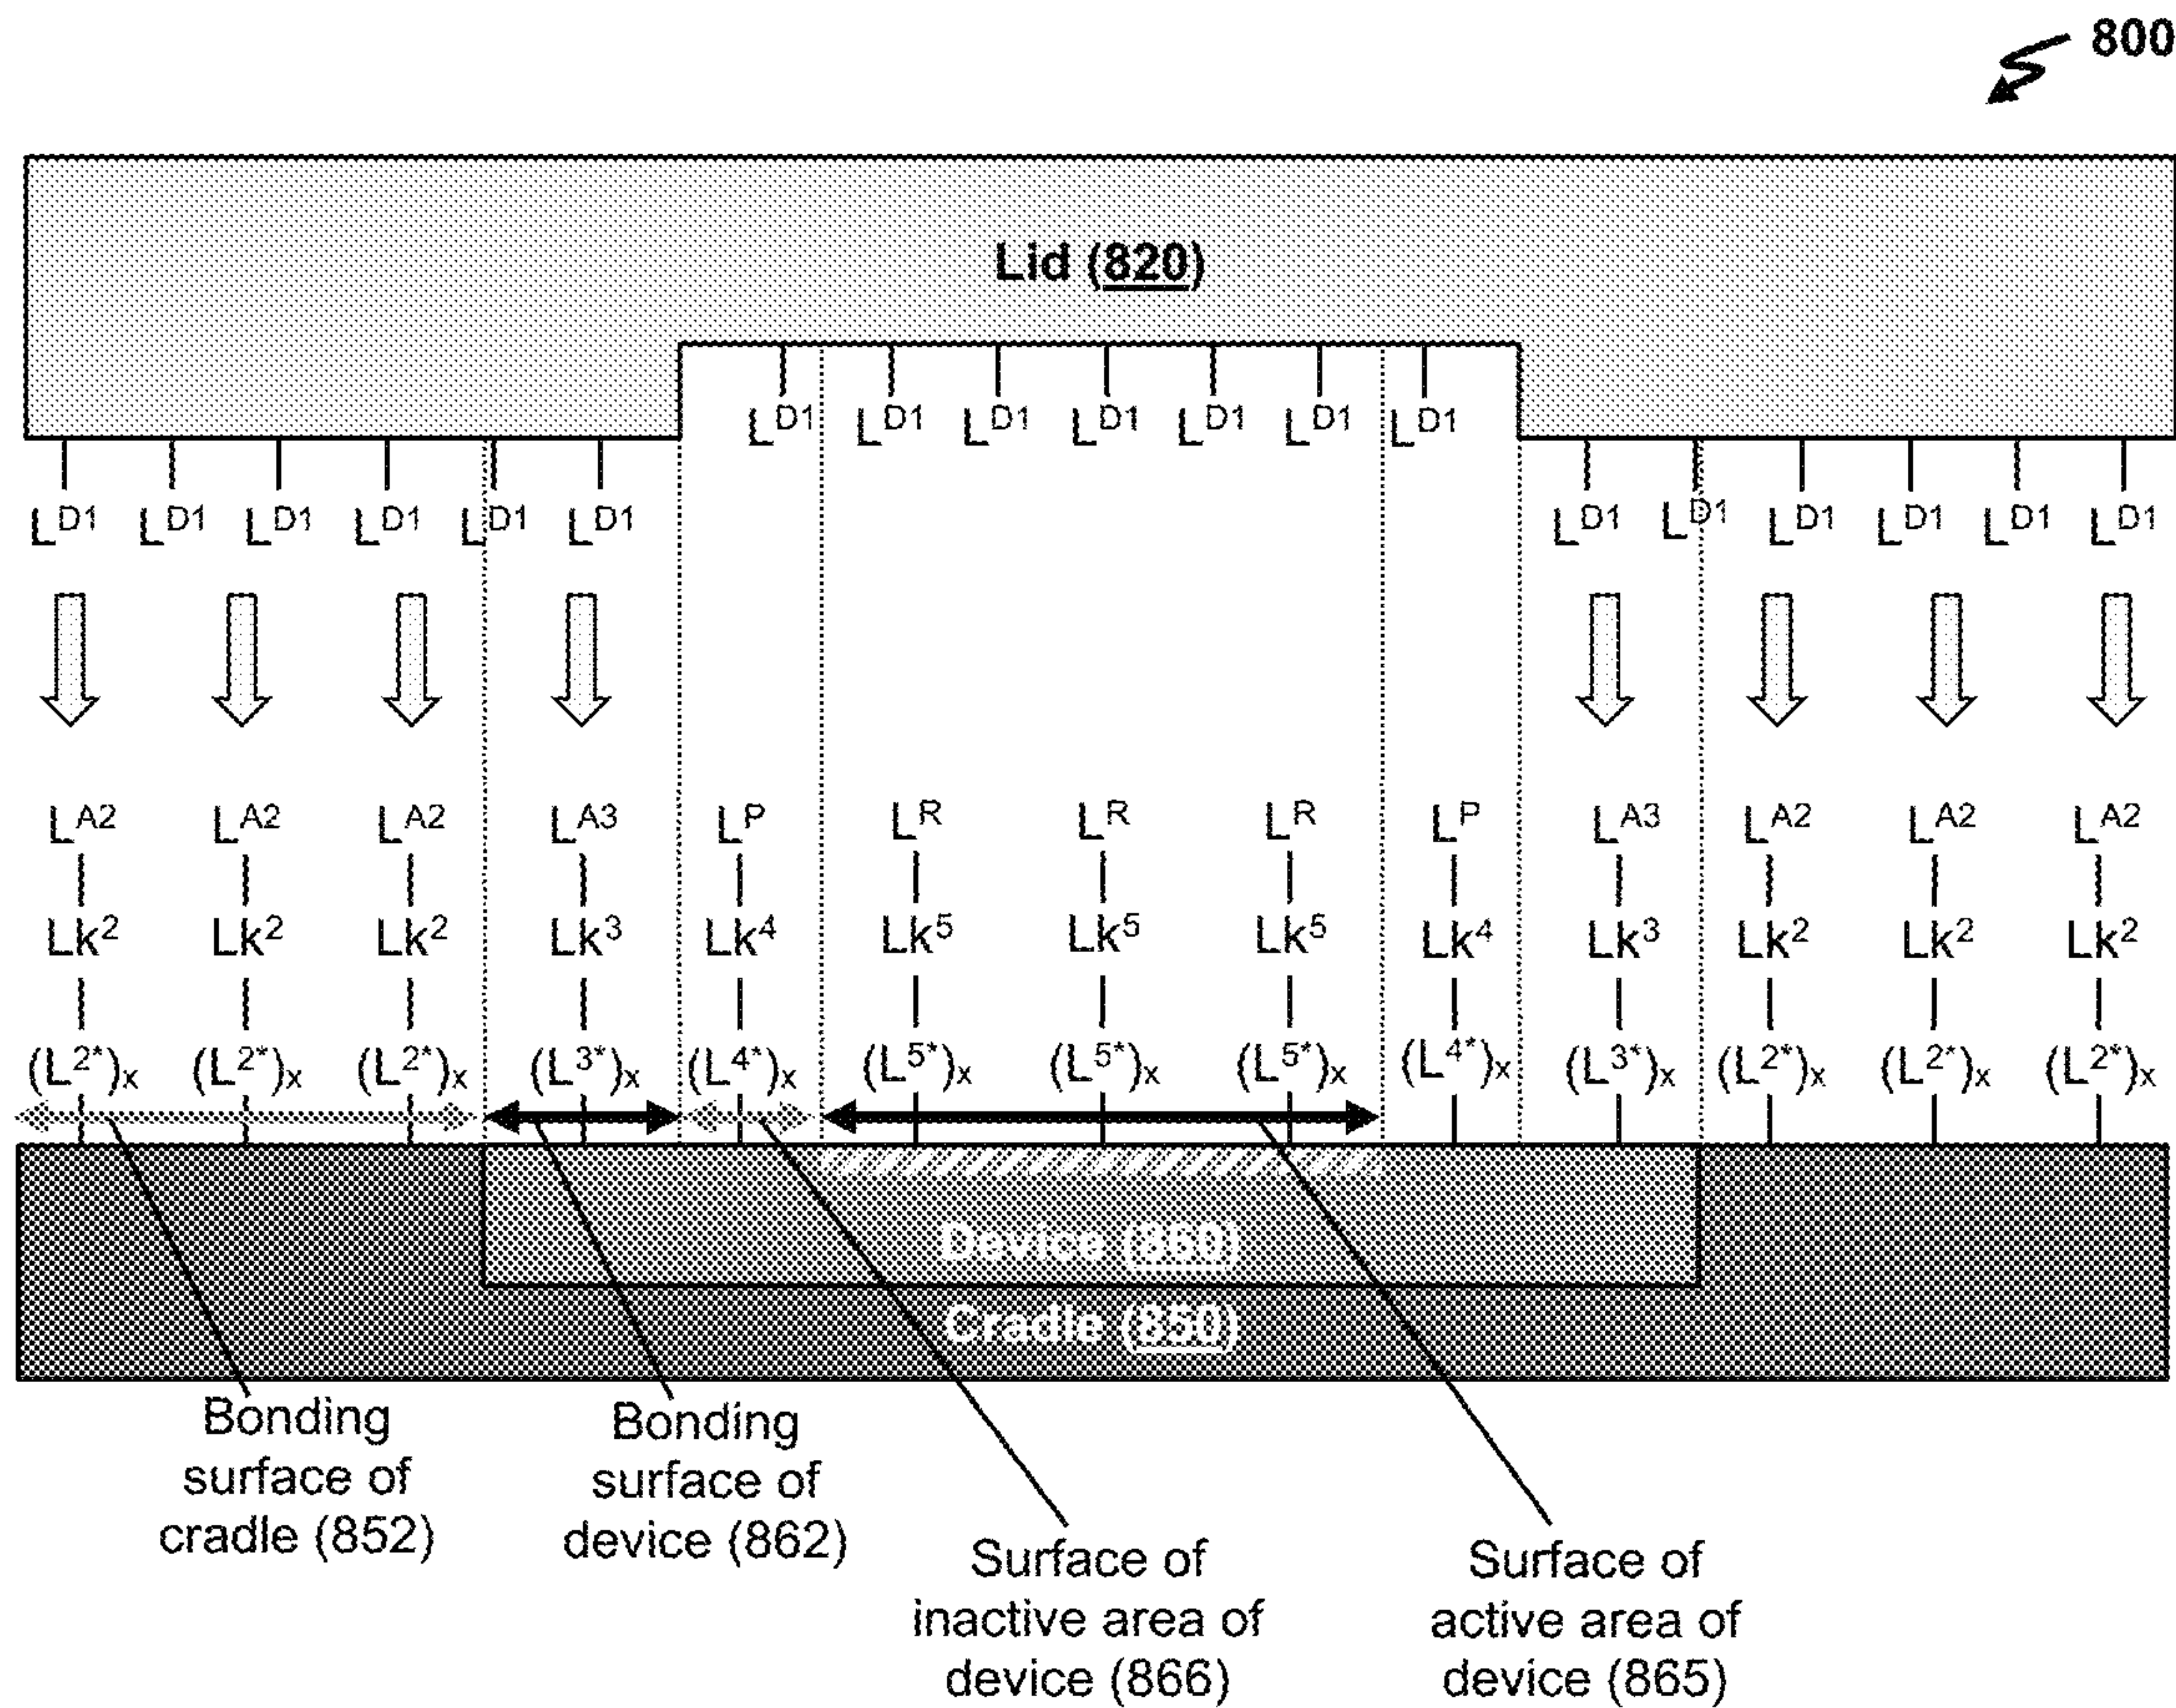 800
Lid (820)
L^D1 L^D1 L^D1 L^D1 L^D1 L^D1 L^D1
L^D1 L^D1 L^D1 L^D1 L^D1 L^D1 L^D1 L^D1 L^D1 L^D1 L^D1 L^D1
L^A2 L^A2 L^A2 L^A3 L^P L^R L^R L^R L^P L^A3 L^A2 L^A2 L^A2
Lk^2 Lk^2 Lk^2 Lk^3 Lk^4 Lk^5 Lk^5 Lk^5 Lk^4 Lk^3 Lk^2 Lk^2 Lk^2
(L^2*)x (L^2*)x (L^2*)x (L^3*)x (L^4*)x (L^5*)x (L^5*)x (L^5*)x (L^4*)x (L^3*)x (L^2*)x (L^2*)x (L^2*)x
Device (860)
Cradle (850)
Bonding
surface of
cradle (852)
Bonding
surface of
device (862)
Surface of
inactive area of
device (866)
Surface of
active area of
device (865)